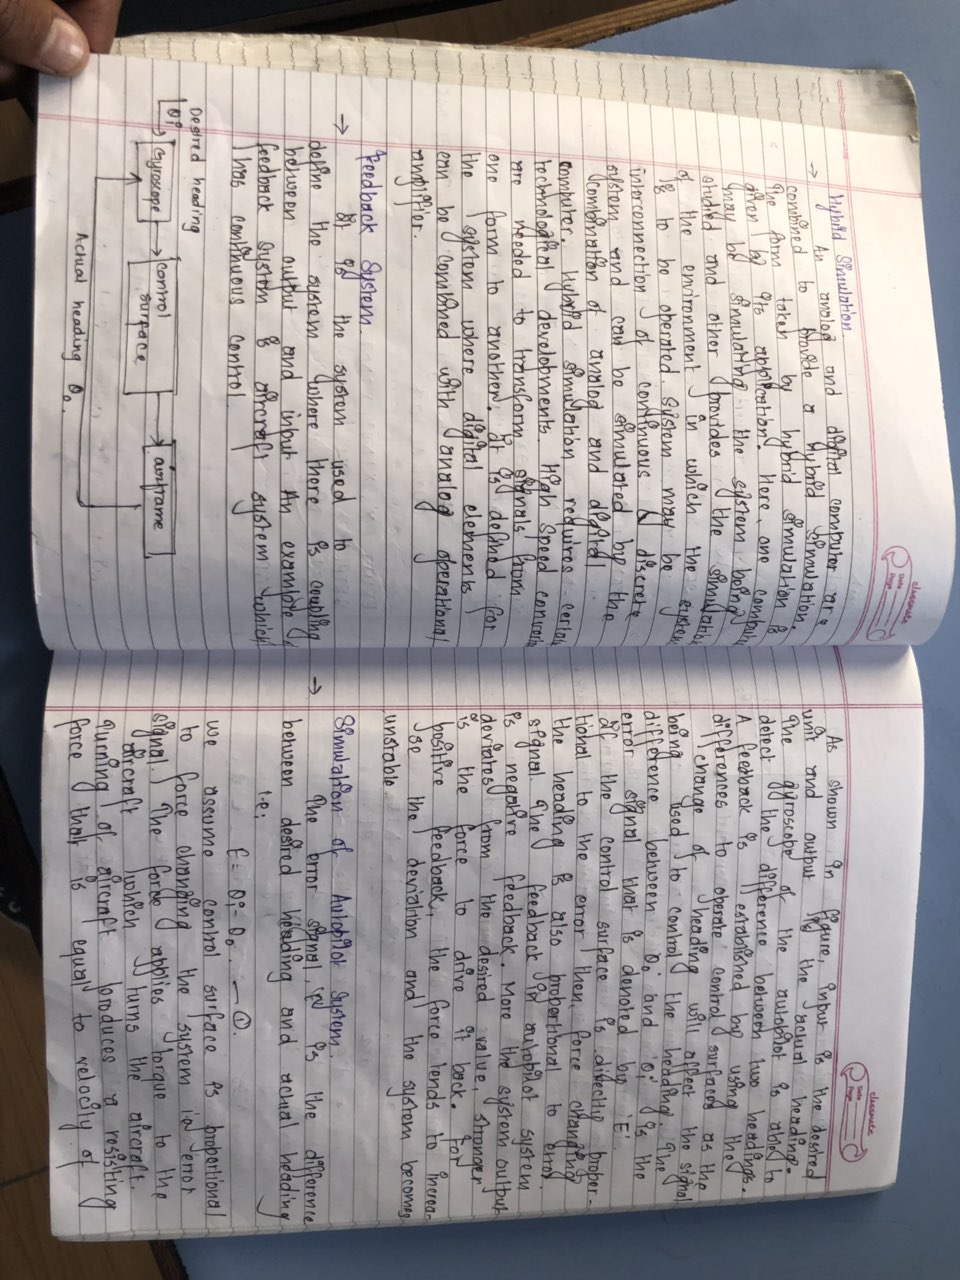 classmate
Date
Page
Hybrid Simulation.
→ An analog and digital computer are
combined to provide a hybrid simulation.
The form taken by hybrid simulation is
given by its application. Here, one computer
may be simulating the system being
studied and other provides the simulation
of the environment in which the system
is to be operated. System may be
interconnection of continuous & discrete
system and can be simulated by the
combination of analog and digital
computer. Hybrid simulation requires certain
technological developments. High speed converters
are needed to transform signals from
one form to another. It is defined for
the system where digital elements
can be combined with analog operational
amplifier.
Feedback System.
→ It is the system used to
define the system where there is coupling
between output and input. An example of
feedback system is aircraft system which
has continuous control.
Desired heading
θi → Gyroscope → control surface → airframe
Actual heading θo.
classmate
Date
Page
As shown in figure, input is the desired
unit and output is the actual heading.
The gyroscope of the autopilot is able to
detect the difference between two headings.
A feedback is established by using the
differences to operate control surfaces as the
change of heading will affect the signal
being used to control the heading. The
difference between θo and θi is the
error signal that is denoted by 'E'.
If the control surface is directly propor-
tional to the error then force changing
the heading is also propertional to error
signal. The feedback in autopilot system
is negative feedback. More the system output
deviates from the desired value, stronger
is the force to drive it back. For
positive feedback, the force tends to increa-
se the deviation and the system becomes
unstable.
→ Simulation of Autopilot System.
The error signal, is the difference
between desired heading and actual heading
i.e;
E = θi - θo. — ①.
We assume control surface is propotional
to force changing the system in error
signal. The force applies torque to the
aircraft which turns the aircraft.
Turning of aircraft produces a resisting
force that is equal to velocity of